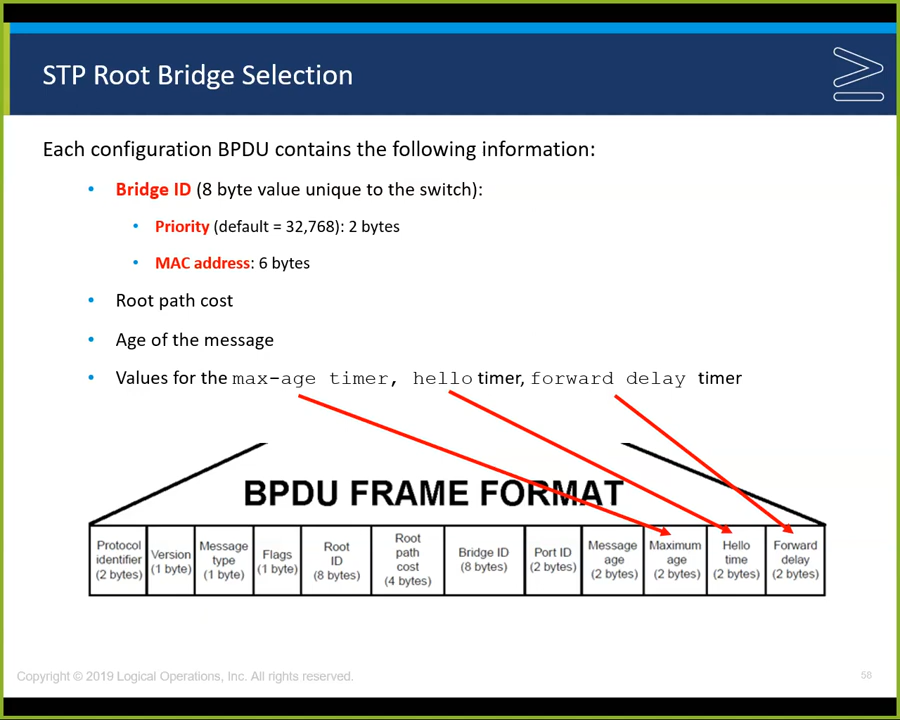 STP Root Bridge Selection
Each configuration BPDU contains the following information:
• Bridge ID (8 byte value unique to the switch):
• Priority (default = 32,768): 2 bytes
• MAC address: 6 bytes
• Root path cost
• Age of the message
• Values for the max-age timer, hello timer, forward delay timer
BPDU FRAME FORMAT
Protocol
identifier
(2 bytes)
Version
(1 byte)
Message
type
(1 byte)
Flags
(1 byte)
Root
ID
(8 bytes)
Root
path
cost
(4 bytes)
Bridge ID
(8 bytes)
Port ID
(2 bytes)
Message
age
(2 bytes)
Maximum
age
(2 bytes)
Hello
time
(2 bytes)
Forward
delay
(2 bytes)
Copyright © 2019 Logical Operations, Inc. All rights reserved.
58